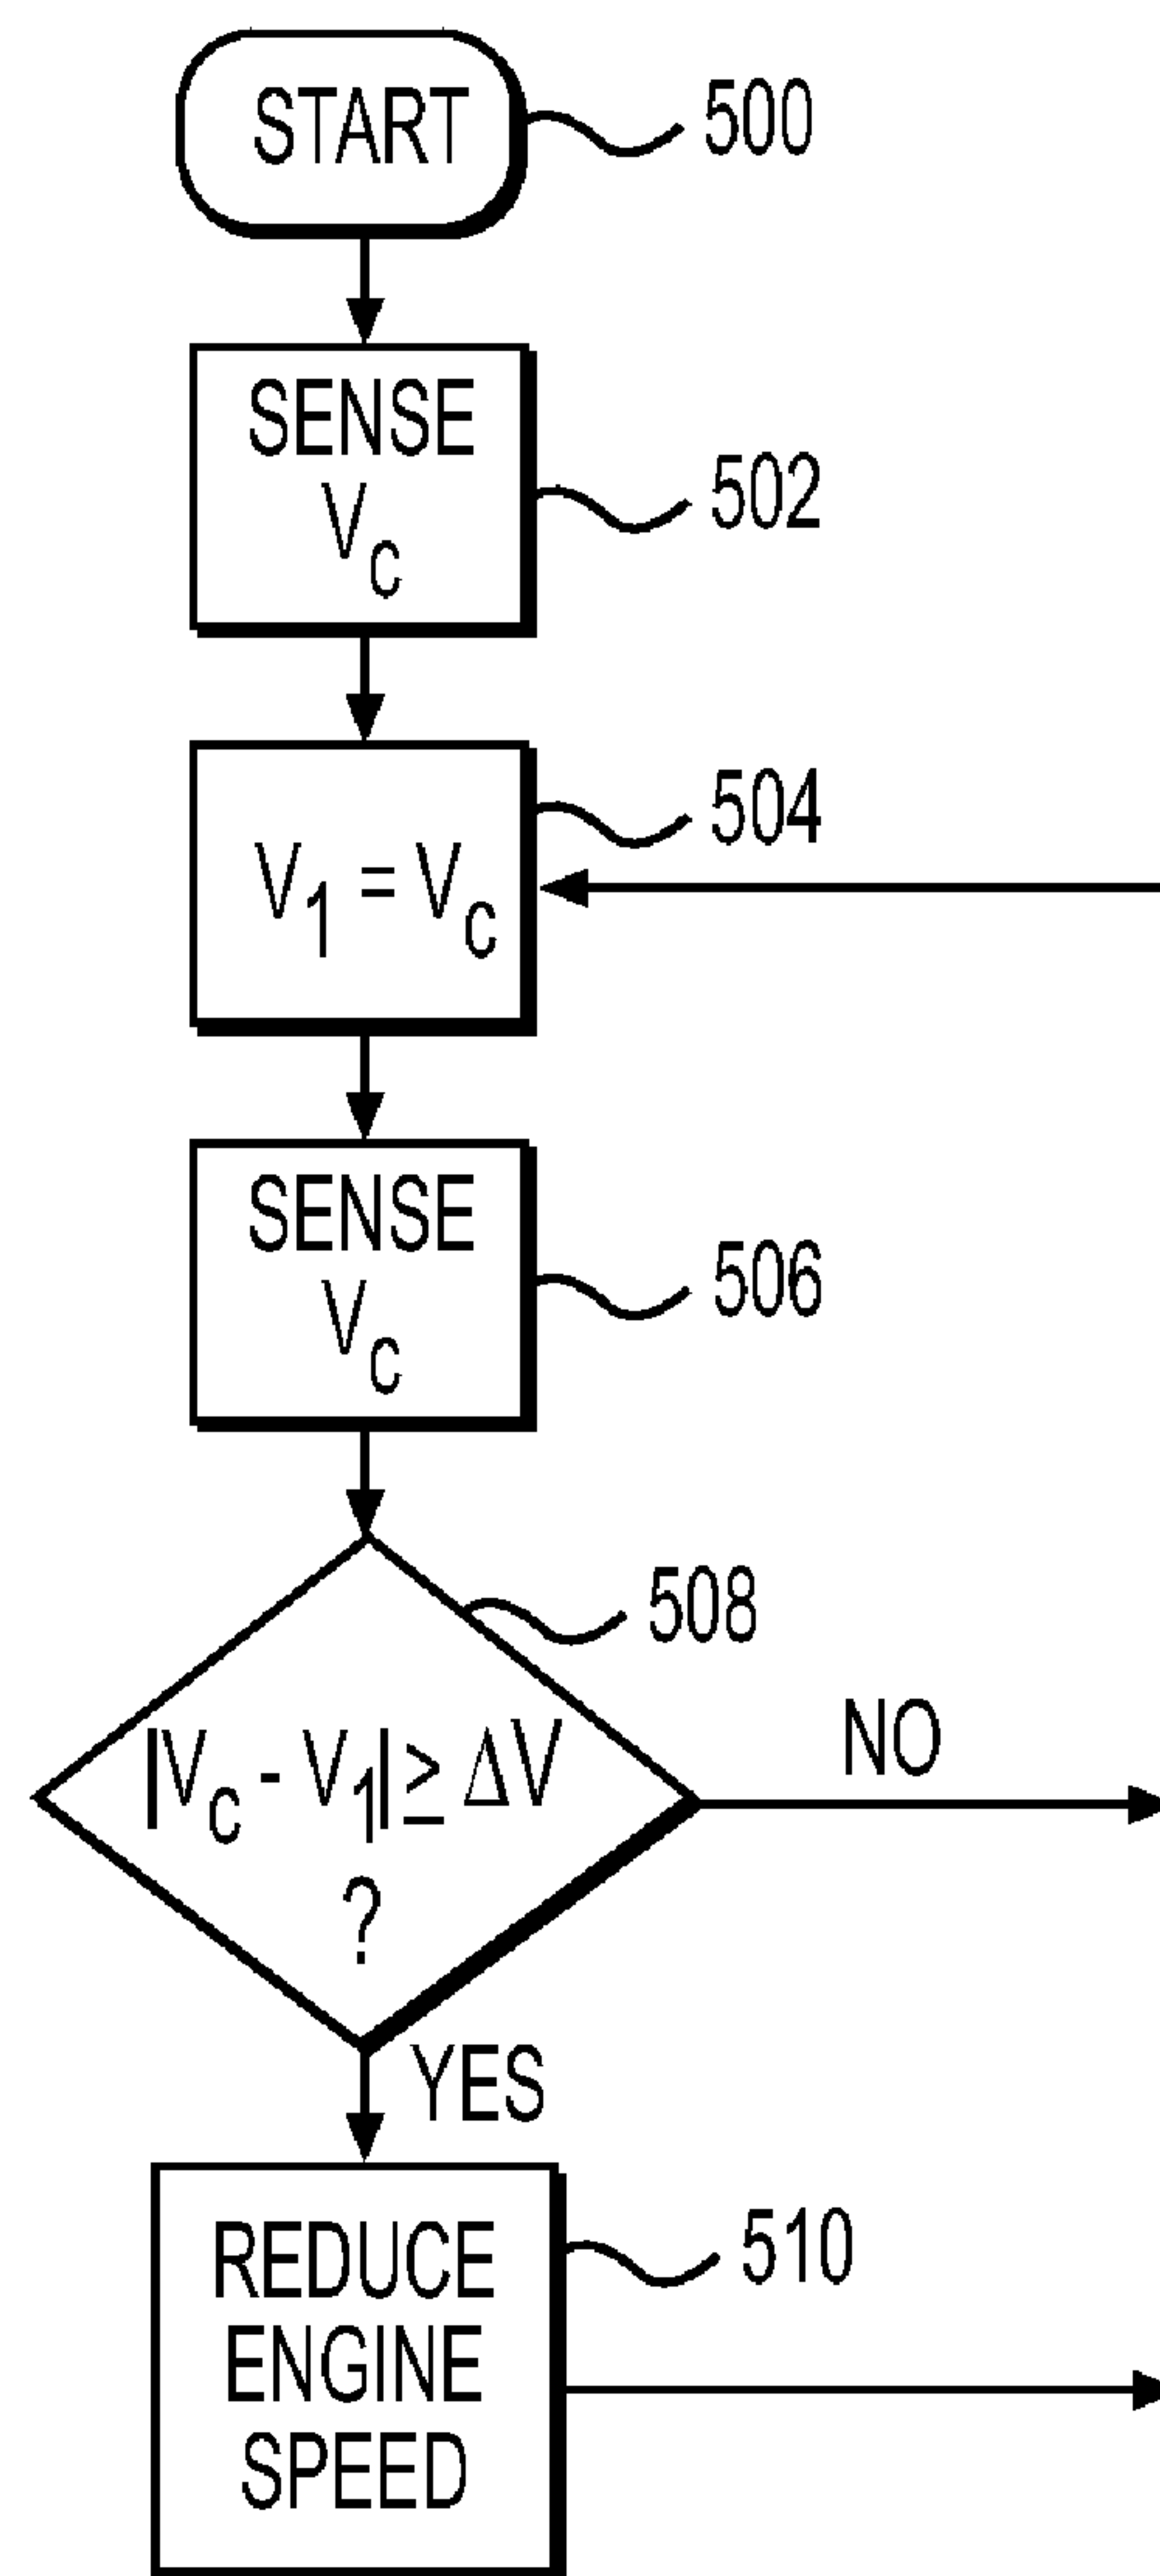 START
500
SENSE
V_c
502
504
V_1 = V_c
SENSE
V_c
506
508
NO
|V_c - V_1| ≥ ΔV
?
YES
REDUCE
ENGINE
SPEED
510